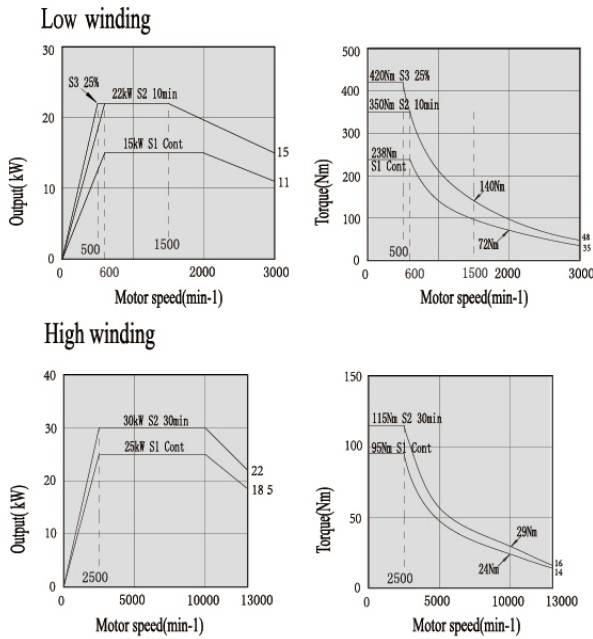 Low winding
30
20
10
0
Output( kW)
S3 25%
22kW S2 10min
15kW S1 Cont
15
11
500
1500
0
600
2000
3000
Motor speed(min-1)
500
400
300
200
100
0
Torque(Nm)
420Nm S3 25%
350Nm S2 10min
238Nm
S1 Cont
140Nm
72Nm
48
35
500
0
600
1500
2000
3000
Motor speed(min-1)
High winding
40
30
20
10
0
Output( kW)
30kW S2 30min
25kW S1 Cont
22
18 5
2500
0
5000
10000
13000
Motor speed(min-1)
150
100
50
0
Torque(Nm)
115Nm S2 30min
95Nm S1 Cont
29Nm
24Nm
16
14
2500
0
5000
10000
13000
Motor speed(min-1)